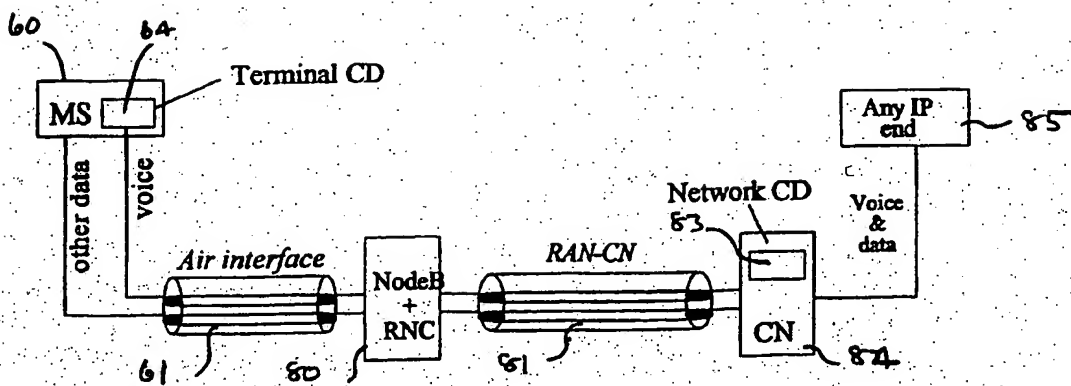 60
64
Terminal CD
MS
Any IP
end
85
other data
voice
Network CD
83
Voice
&
data
Air interface
RAN-CN
NodeB
+
RNC
CN
61
80
81
84